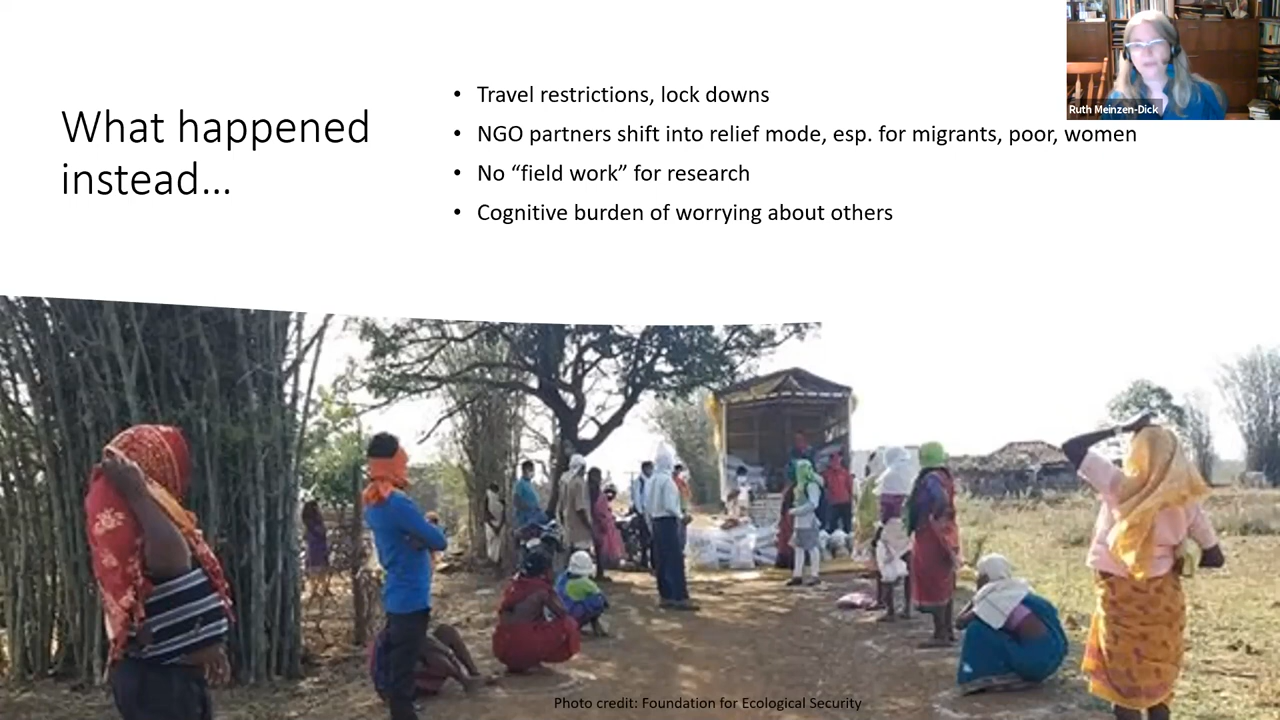 What happened
instead...
• Travel restrictions, lock downs
• NGO partners shift into relief mode, esp. for migrants, poor, women
• No “field work” for research
• Cognitive burden of worrying about others
Ruth Meinzen-Dick
Photo credit: Foundation for Ecological Security